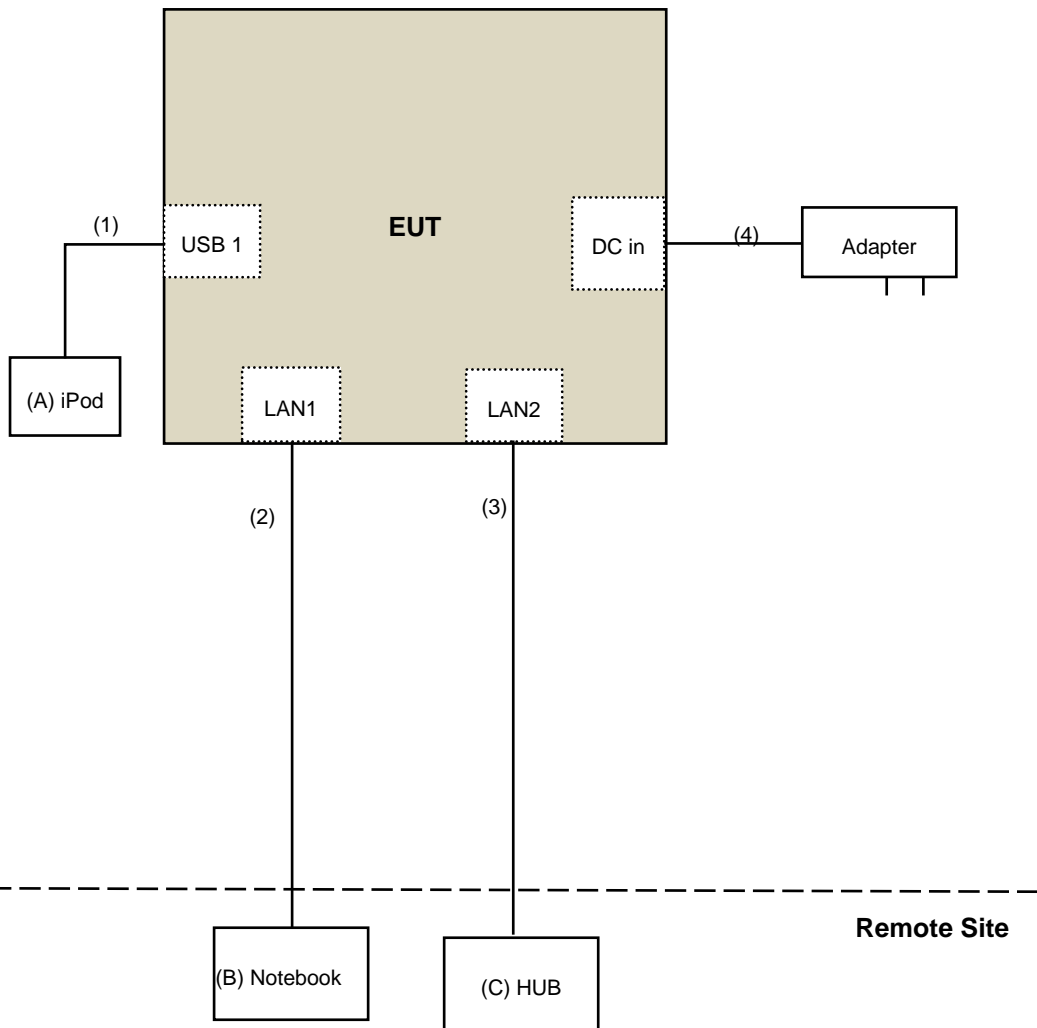 (1)
USB 1
EUT
DC in
(4)
Adapter
(A) iPod
LAN1
LAN2
(2)
(3)
Remote Site
(B) Notebook
(C) HUB